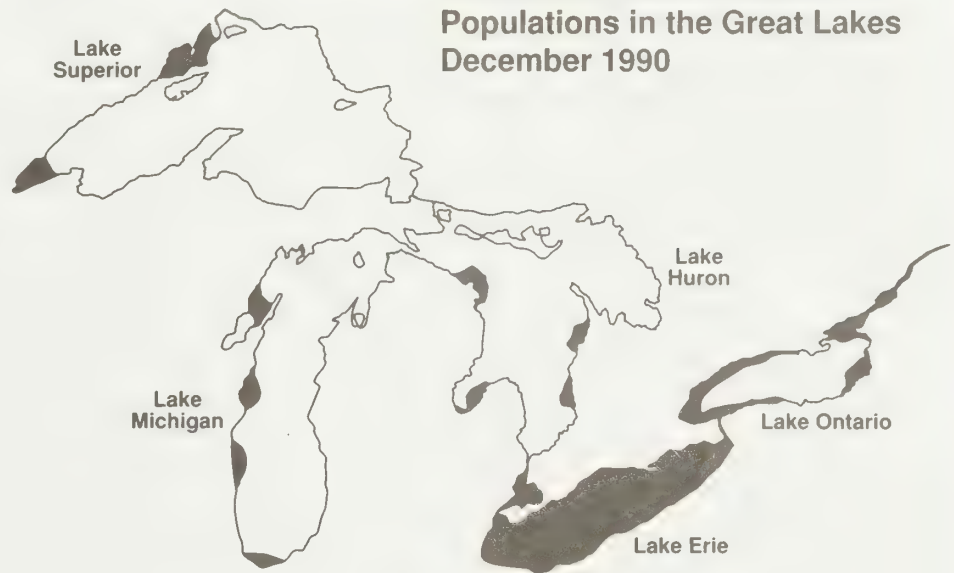 Populations in the Great Lakes
December 1990
Lake
Superior
Lake
Huron
Lake
Michigan
Lake Ontario
Lake Erie